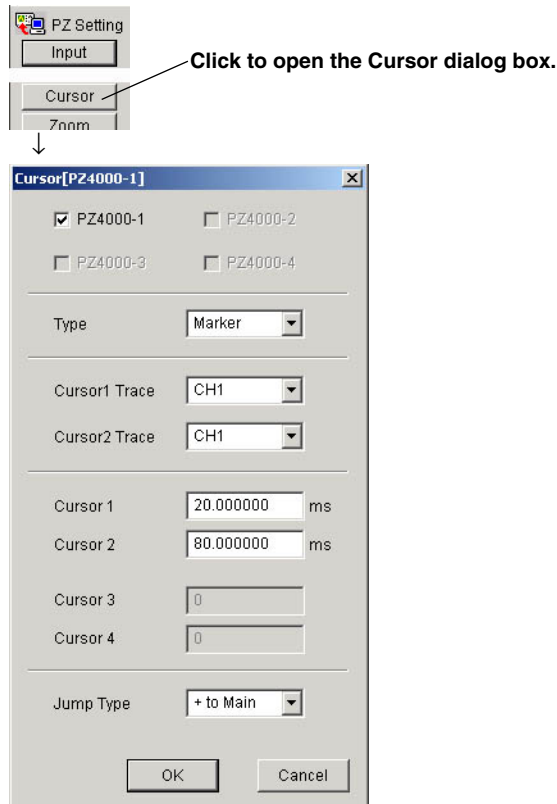 PZ Setting
Input
Click to open the Cursor dialog box.
Cursor
Zoom
↓
Cursor[PZ4000-1]
PZ4000-1 PZ4000-2
PZ4000-3 PZ4000-4
Type Marker
Cursor1 Trace CH1
Cursor2 Trace CH1
Cursor 1 20.000000 ms
Cursor 2 80.000000 ms
Cursor 3 0
Cursor 4 0
Jump Type + to Main
OK Cancel